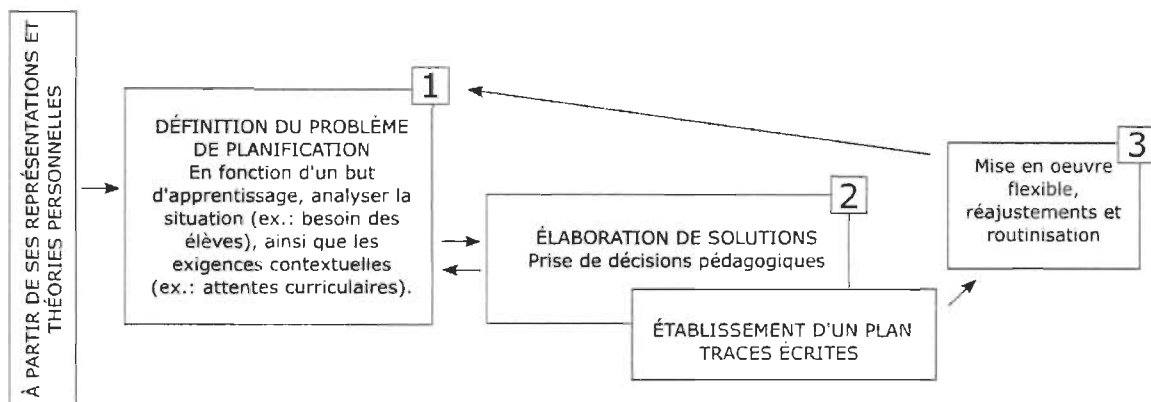 À PARTIR DE SES REPRÉSENTATIONS ET
THÉORIES PERSONNELLES
1
DÉFINITION DU PROBLÈME
DE PLANIFICATION
En fonction d'un but
d'apprentissage, analyser la
situation (ex.: besoin des
élèves), ainsi que les
exigences contextuelles
(ex.: attentes curriculaires).
2
ÉLABORATION DE SOLUTIONS
Prise de décisions pédagogiques
ÉTABLISSEMENT D'UN PLAN
TRACES ÉCRITES
3
Mise en oeuvre
flexible,
réajustements et
routinisation